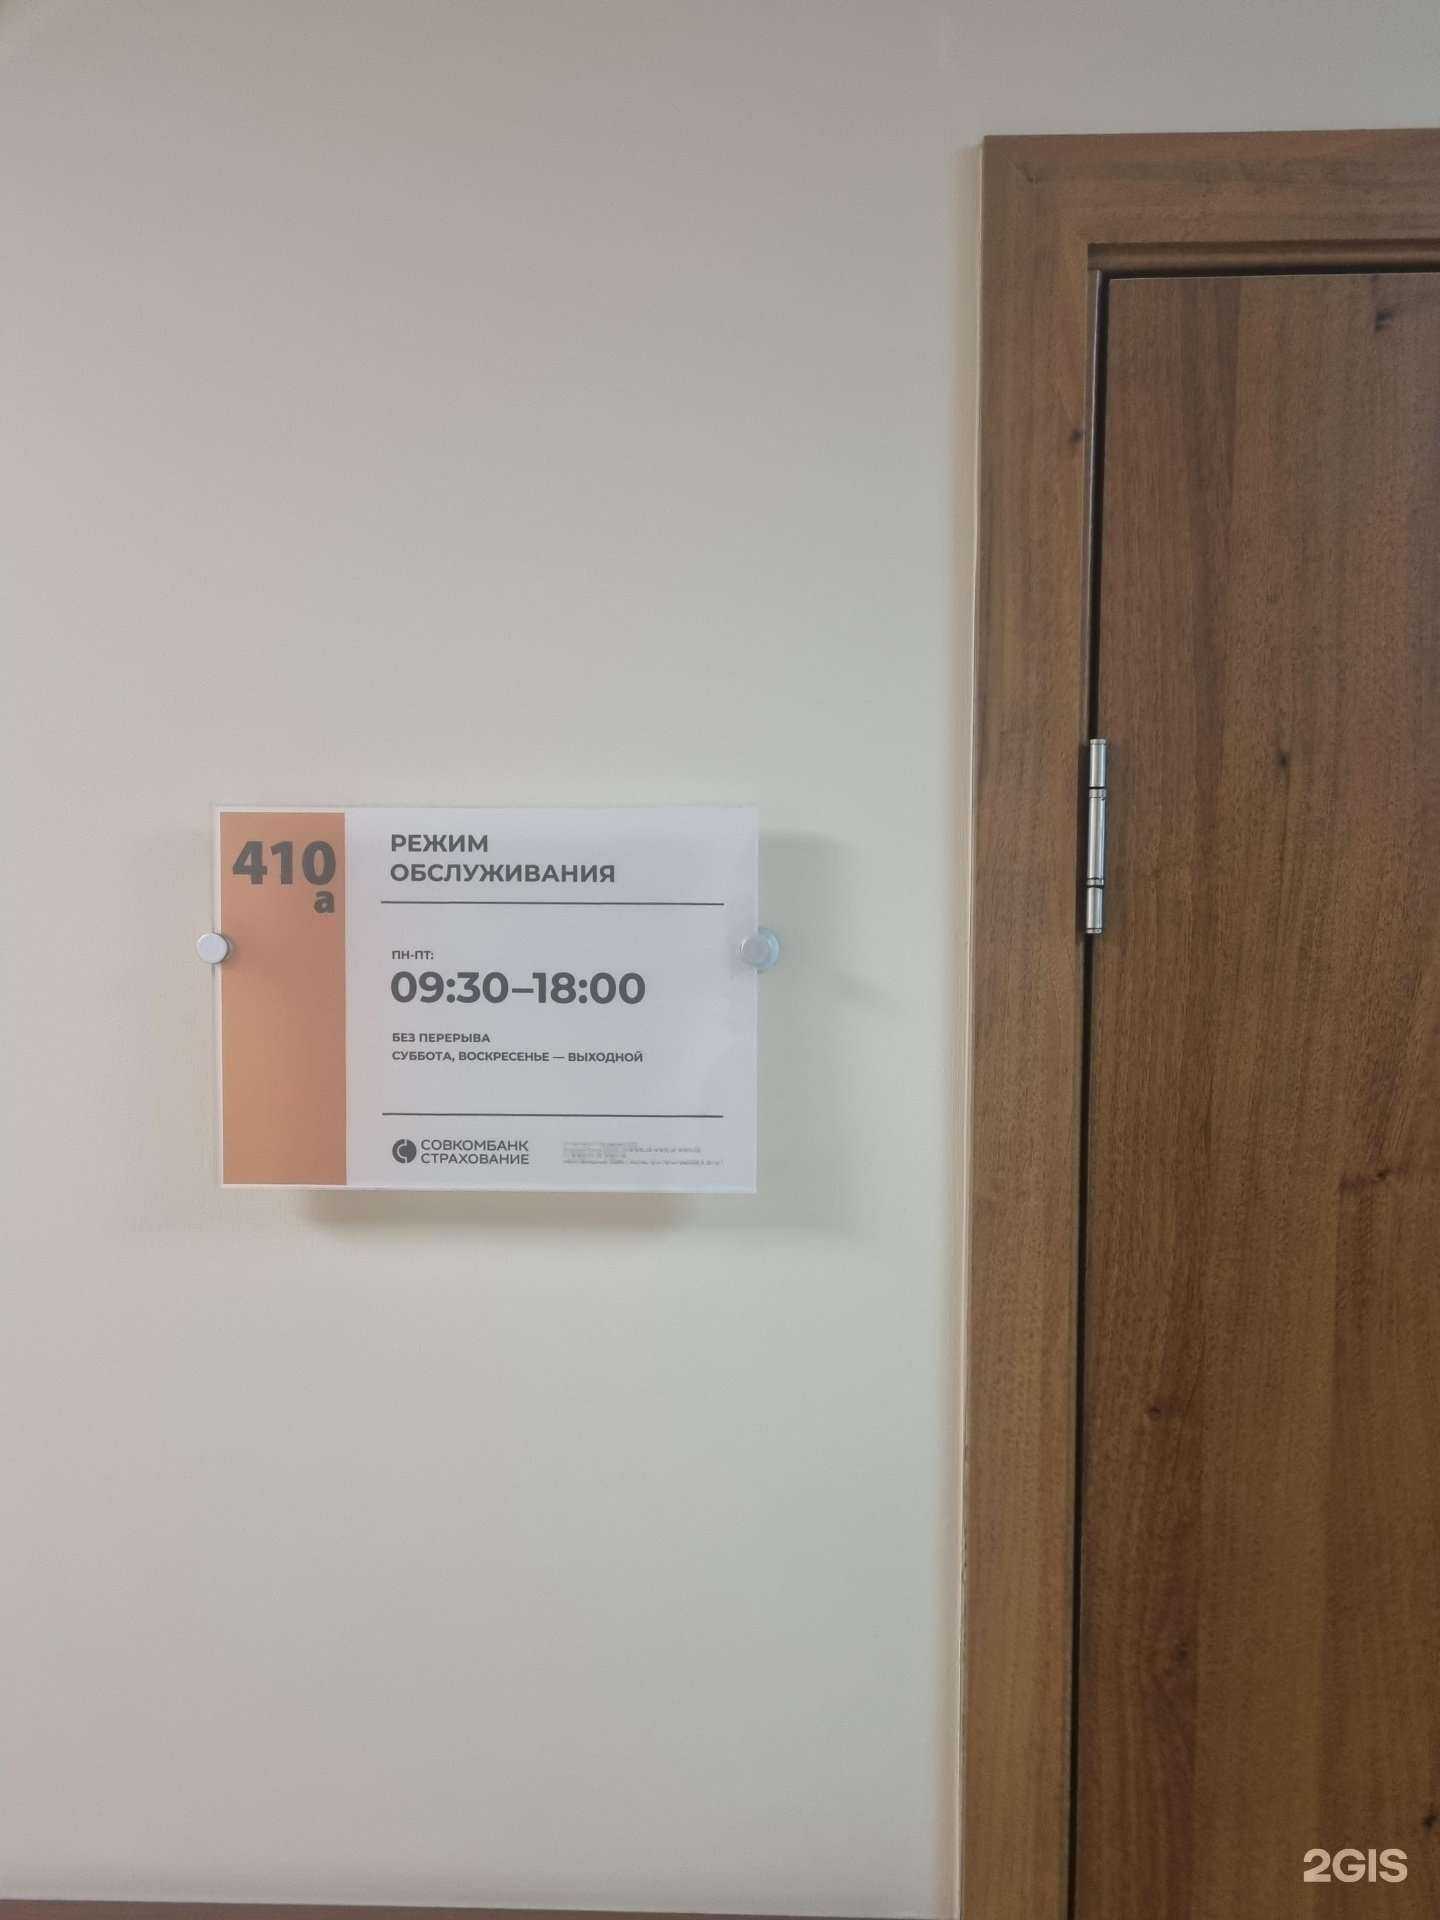 410
а
РЕЖИМ
ОБСЛУЖИВАНИЯ
ПН-ПТ:
09:30–18:00
БЕЗ ПЕРЕРЫВА
СУББОТА, ВОСКРЕСЕНЬЕ — ВЫХОДНОЙ
СОВКОМБАНК
СТРАХОВАНИЕ
2GIS